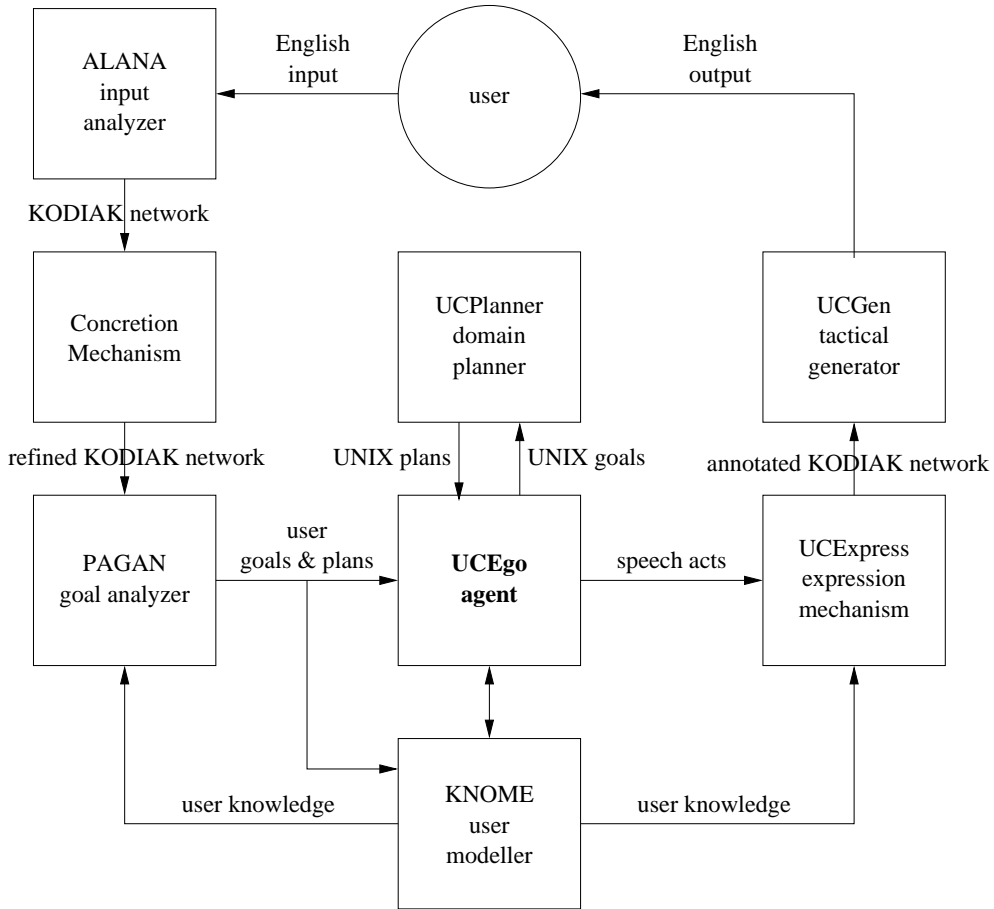 ALANA
input
analyzer
English
input
user
English
output
KODIAK network
Concretion
Mechanism
UCPlanner
domain
planner
UCGen
tactical
generator
refined KODIAK network
UNIX plans
UNIX goals
annotated KODIAK network
PAGAN
goal analyzer
user
goals & plans
UCEgo
agent
speech acts
UCExpress
expression
mechanism
user knowledge
KNOME
user
modeller
user knowledge